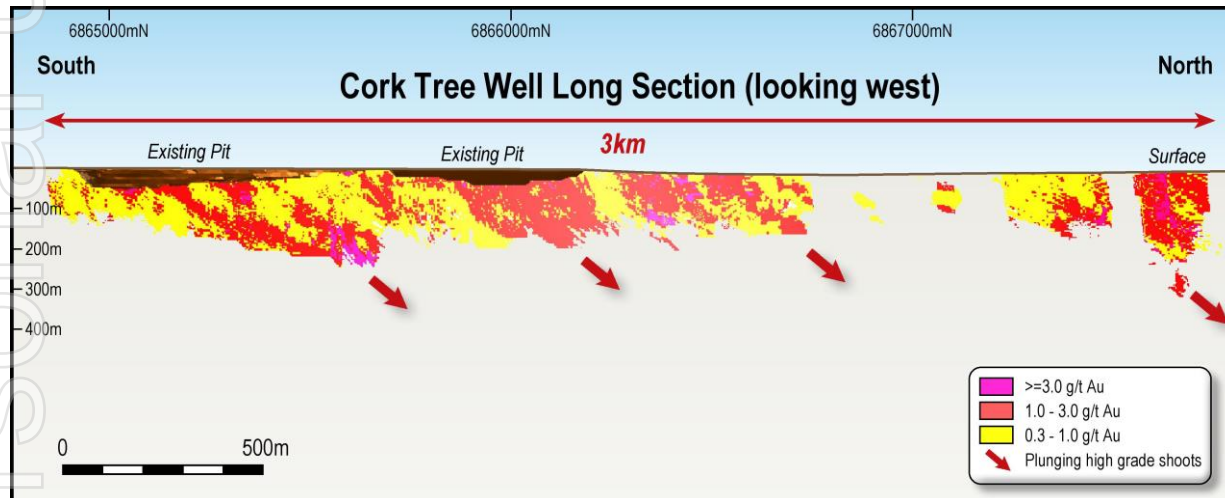 6865000mN
6866000mN
6867000mN
South
North
Cork Tree Well Long Section (looking west)
3km
Existing Pit
Existing Pit
Surface
-100m
-200m
-300m
-400m
>=3.0 g/t Au
1.0 - 3.0 g/t Au
0.3 - 1.0 g/t Au
Plunging high grade shoots
0
500m